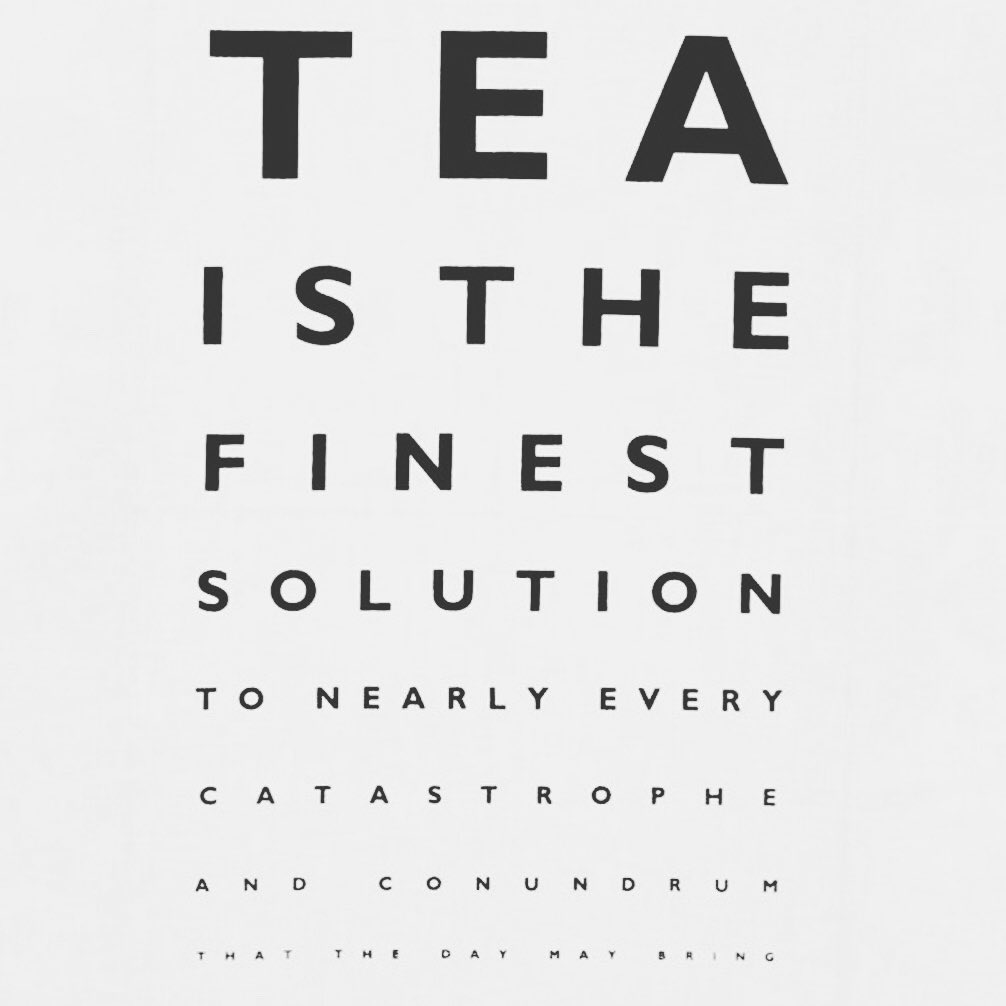 TEA
IS THE
FINEST
SOLUTION
TO NEARLY EVERY
CATASTROPHE
AND CONUNDRUM
THAT THE DAY MAY BRING